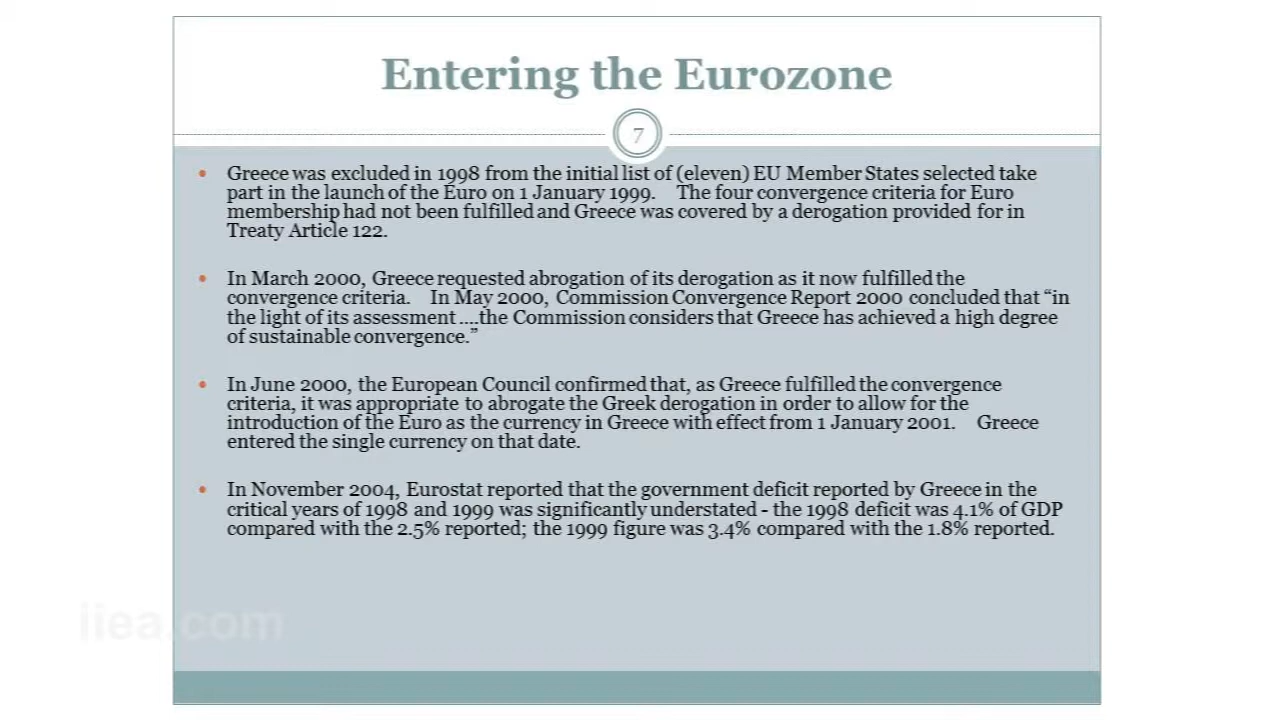 Entering the Eurozone
7
• Greece was excluded in 1998 from the initial list of (eleven) EU Member States selected take
part in the launch of the Euro on 1 January 1999. The four convergence criteria for Euro
membership had not been fulfilled and Greece was covered by a derogation provided for in
Treaty Article 122.
• In March 2000, Greece requested abrogation of its derogation as it now fulfilled the
convergence criteria. In May 2000, Commission Convergence Report 2000 concluded that “in
the light of its assessment ....the Commission considers that Greece has achieved a high degree
of sustainable convergence.”
• In June 2000, the European Council confirmed that, as Greece fulfilled the convergence
criteria, it was appropriate to abrogate the Greek derogation in order to allow for the
introduction of the Euro as the currency in Greece with effect from 1 January 2001. Greece
entered the single currency on that date.
• In November 2004, Eurostat reported that the government deficit reported by Greece in the
critical years of 1998 and 1999 was significantly understated - the 1998 deficit was 4.1% of GDP
compared with the 2.5% reported; the 1999 figure was 3.4% compared with the 1.8% reported.
iiea.com